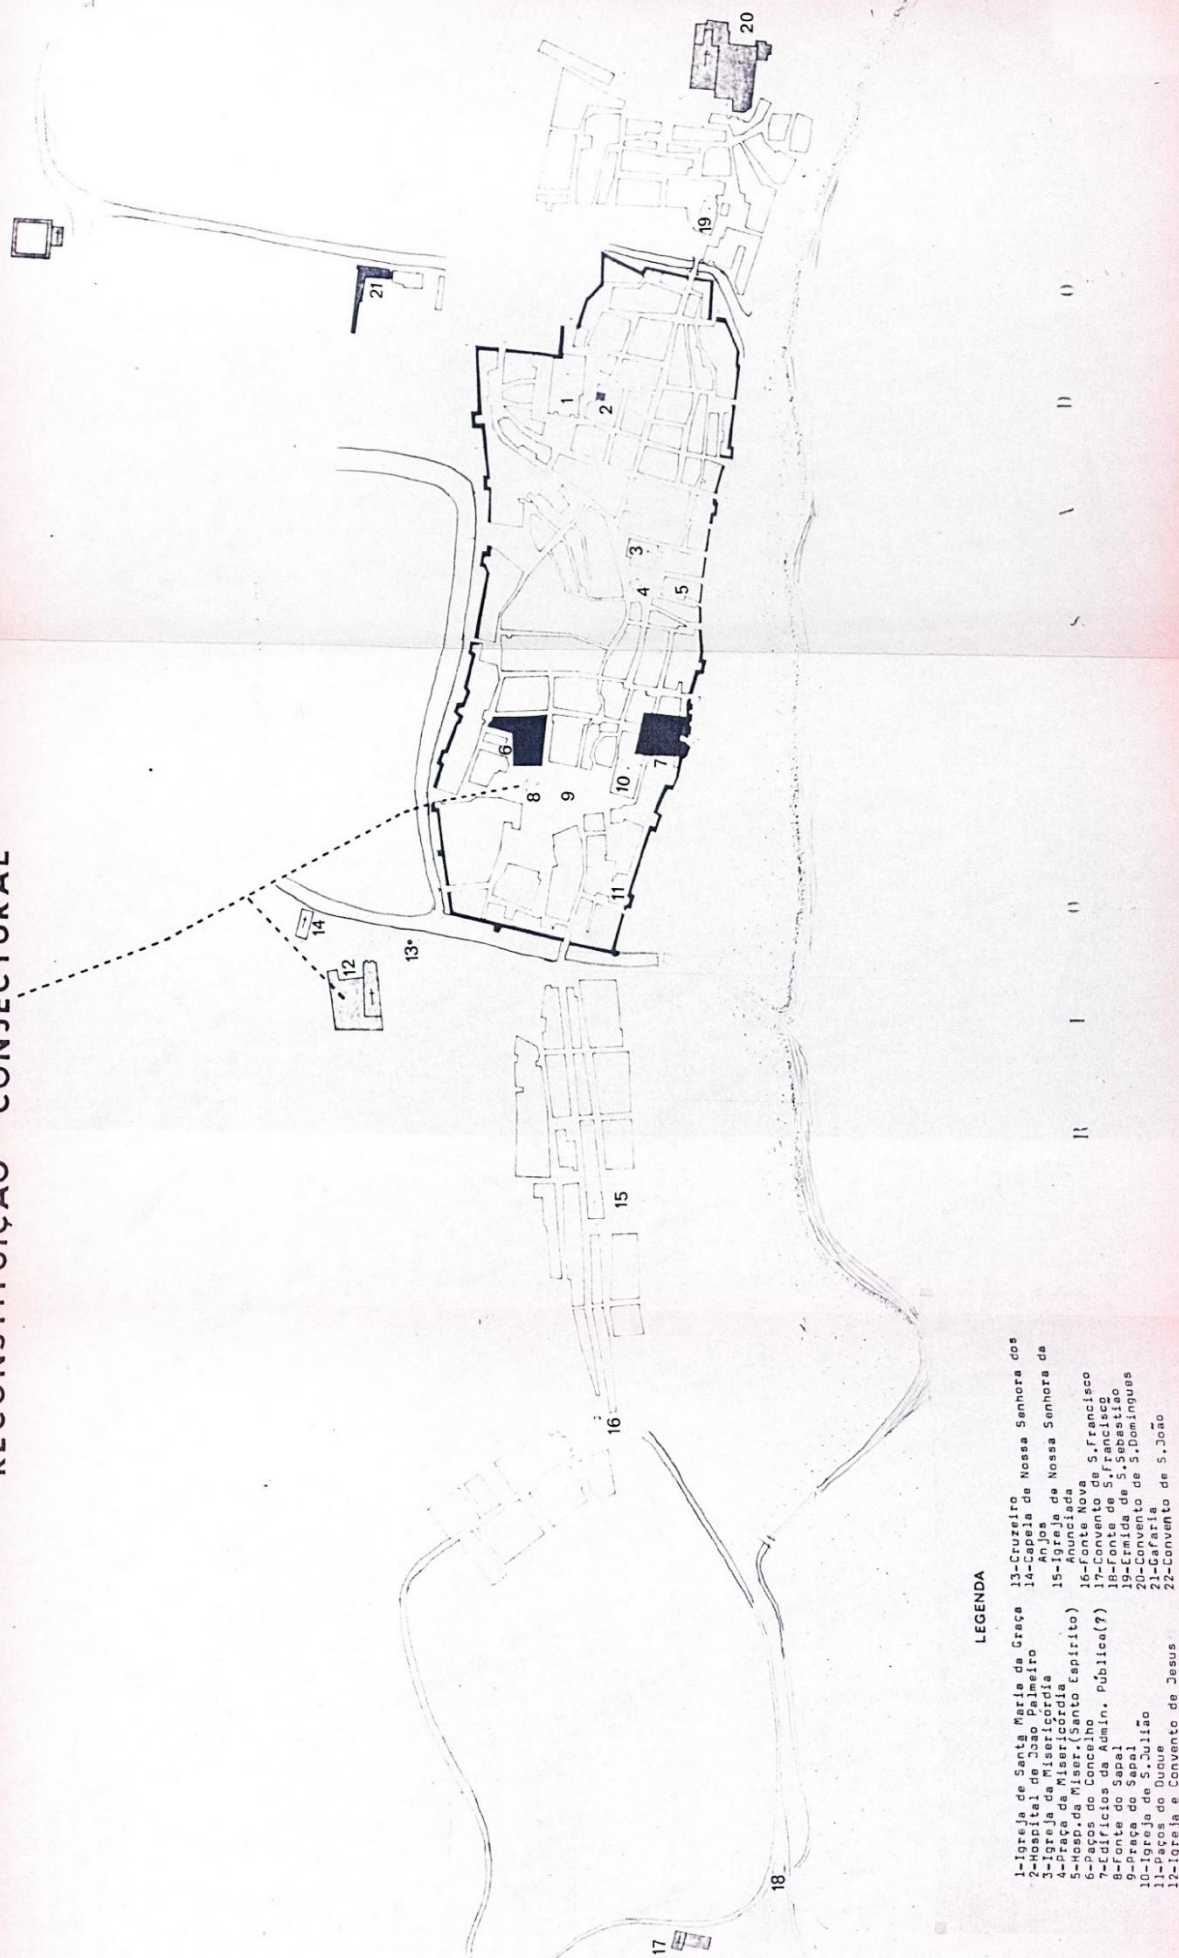 RECONSTITUIÇÃO CONJECTURAL
20
19
21
1
2
3
4
5
6
7
8
9
10
11
14
12
13
15
16
17
18
RIO SADO
LEGENDA
1-Igreja de Santa Maria da Graça
2-Hospital de João Palmeiro
3-Igreja da Misericórdia
4-Praça da Misericórdia
5-Hosp.da Miser.(Santo Espírito)
6-Paços do Concelho
7-Edifícios da Admin. Pública(?)
8-Fonte do Sapal
9-Praça do Sapal
10-Igreja de S.Julião
11-Paços do Duque
12-Igreja e Convento de Jesus
13-Cruzeiro
14-Capela de Nossa Senhora dos
Anjos
15-Igreja de Nossa Senhora da
Anunciada
16-Fonte Nova
17-Convento de S.Francisco
18-Fonte de S.Francisco
19-Ermida de S.Sebastião
20-Convento de S.Domingues
21-Gafaria
22-Convento de S.João